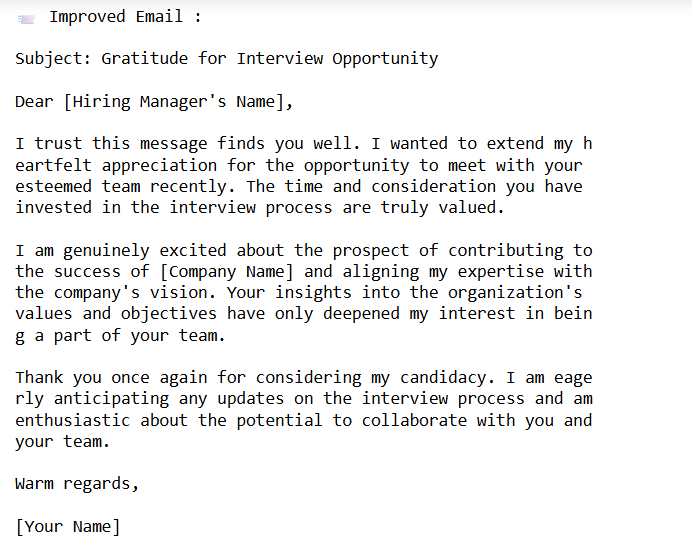 Improved Email :
Subject: Gratitude for Interview Opportunity
Dear [Hiring Manager's Name],
I trust this message finds you well. I wanted to extend my h
eartfelt appreciation for the opportunity to meet with your
esteemed team recently. The time and consideration you have
invested in the interview process are truly valued.
I am genuinely excited about the prospect of contributing to
the success of [Company Name] and aligning my expertise with
the company's vision. Your insights into the organization's
values and objectives have only deepened my interest in bein
g a part of your team.
Thank you once again for considering my candidacy. I am eage
rly anticipating any updates on the interview process and am
enthusiastic about the potential to collaborate with you and
your team.
Warm regards,
[Your Name]